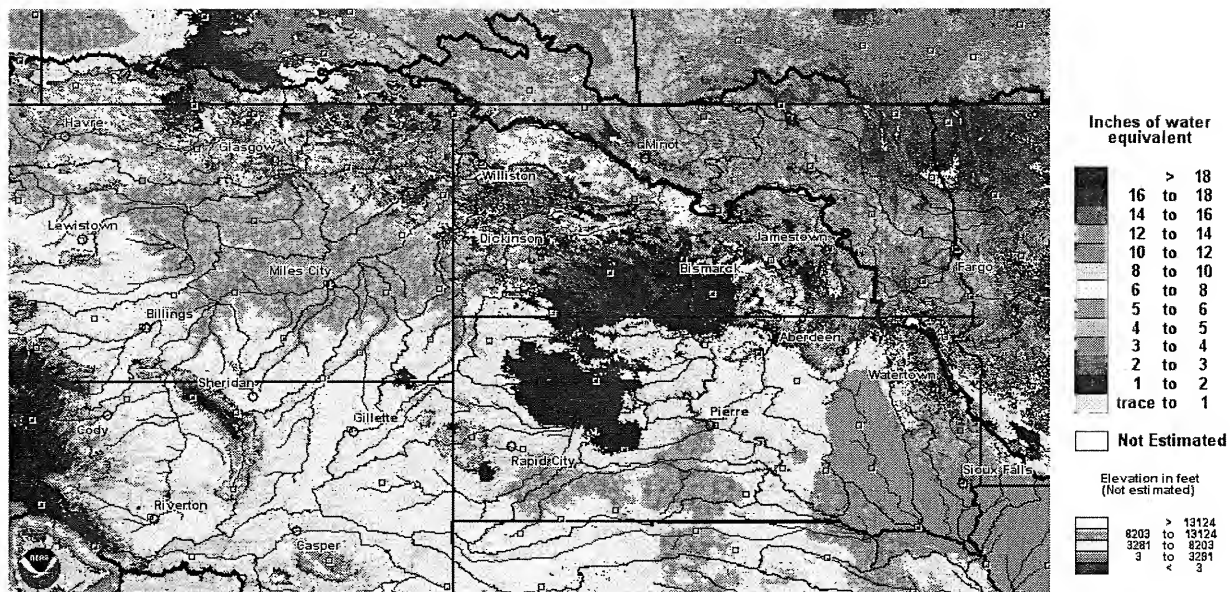 Havre
Glasgow
Minot
Williston
Lewistown
Dickinson
Jamestown
Miles City
Bismarck
Fargo
Billings
Aberdeen
Sheridan
Watertown
Cody
Gillette
Pierre
Rapid City
Sioux Falls
Riverton
Casper
NOAA
Inches of water
equivalent
> 18
16 to 18
14 to 16
12 to 14
10 to 12
8 to 10
6 to 8
5 to 6
4 to 5
3 to 4
2 to 3
1 to 2
trace to 1
Not Estimated
Elevation in feet
(Not estimated)
> 13124
8203 to 13124
3281 to 8203
3 to 3281
< 3